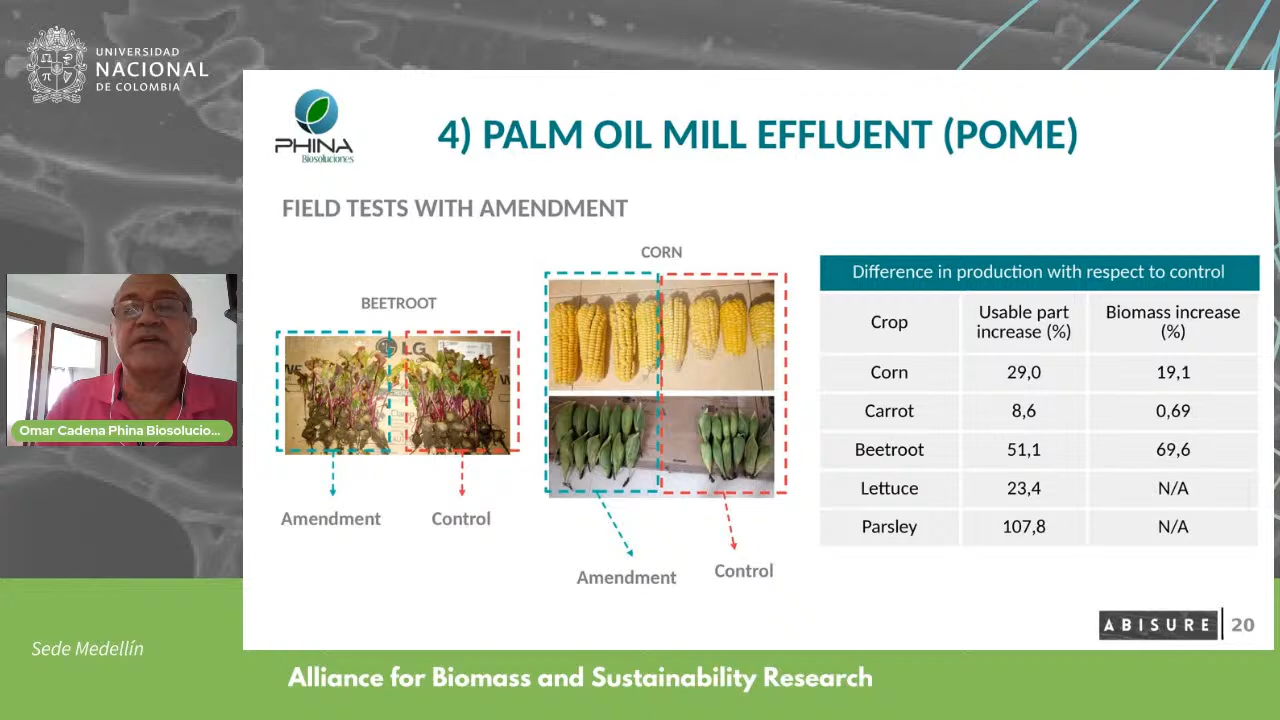 UNIVERSIDAD
NACIONAL
DE COLOMBIA
PHINA
Biosoluciones
4) PALM OIL MILL EFFLUENT (POME)
FIELD TESTS WITH AMENDMENT
BEETROOT
LG
Amendment
Control
CORN
Amendment
Control
Difference in production with respect to control
Crop
Usable part increase (%)
Biomass increase (%)
Corn 29,0 19,1
Carrot 8,6 0,69
Beetroot 51,1 69,6
Lettuce 23,4 N/A
Parsley 107,8 N/A
Omar Cadena Phina Biosolucio...
ABISURE 20
Sede Medellín
Alliance for Biomass and Sustainability Research